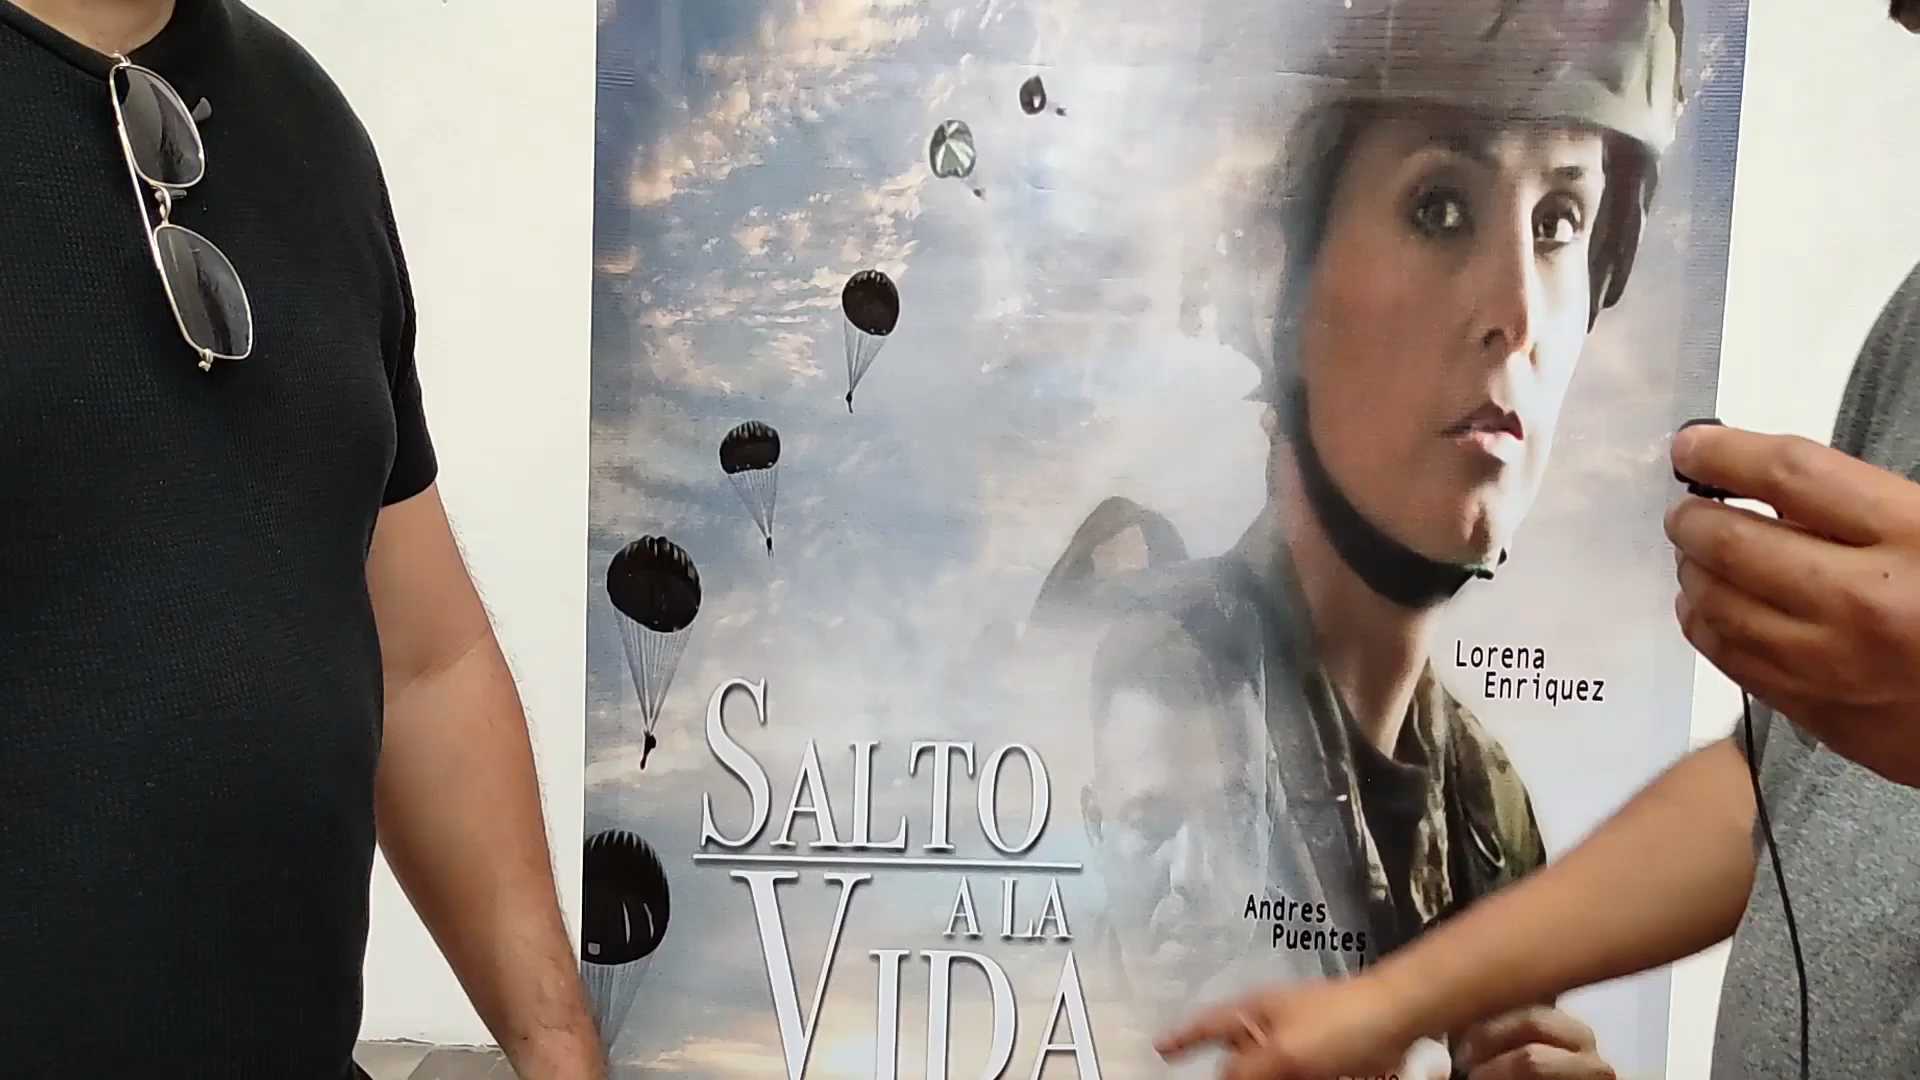 Lorena
Enriquez
SALTO
A LA
VIDA
Andres
Puentes